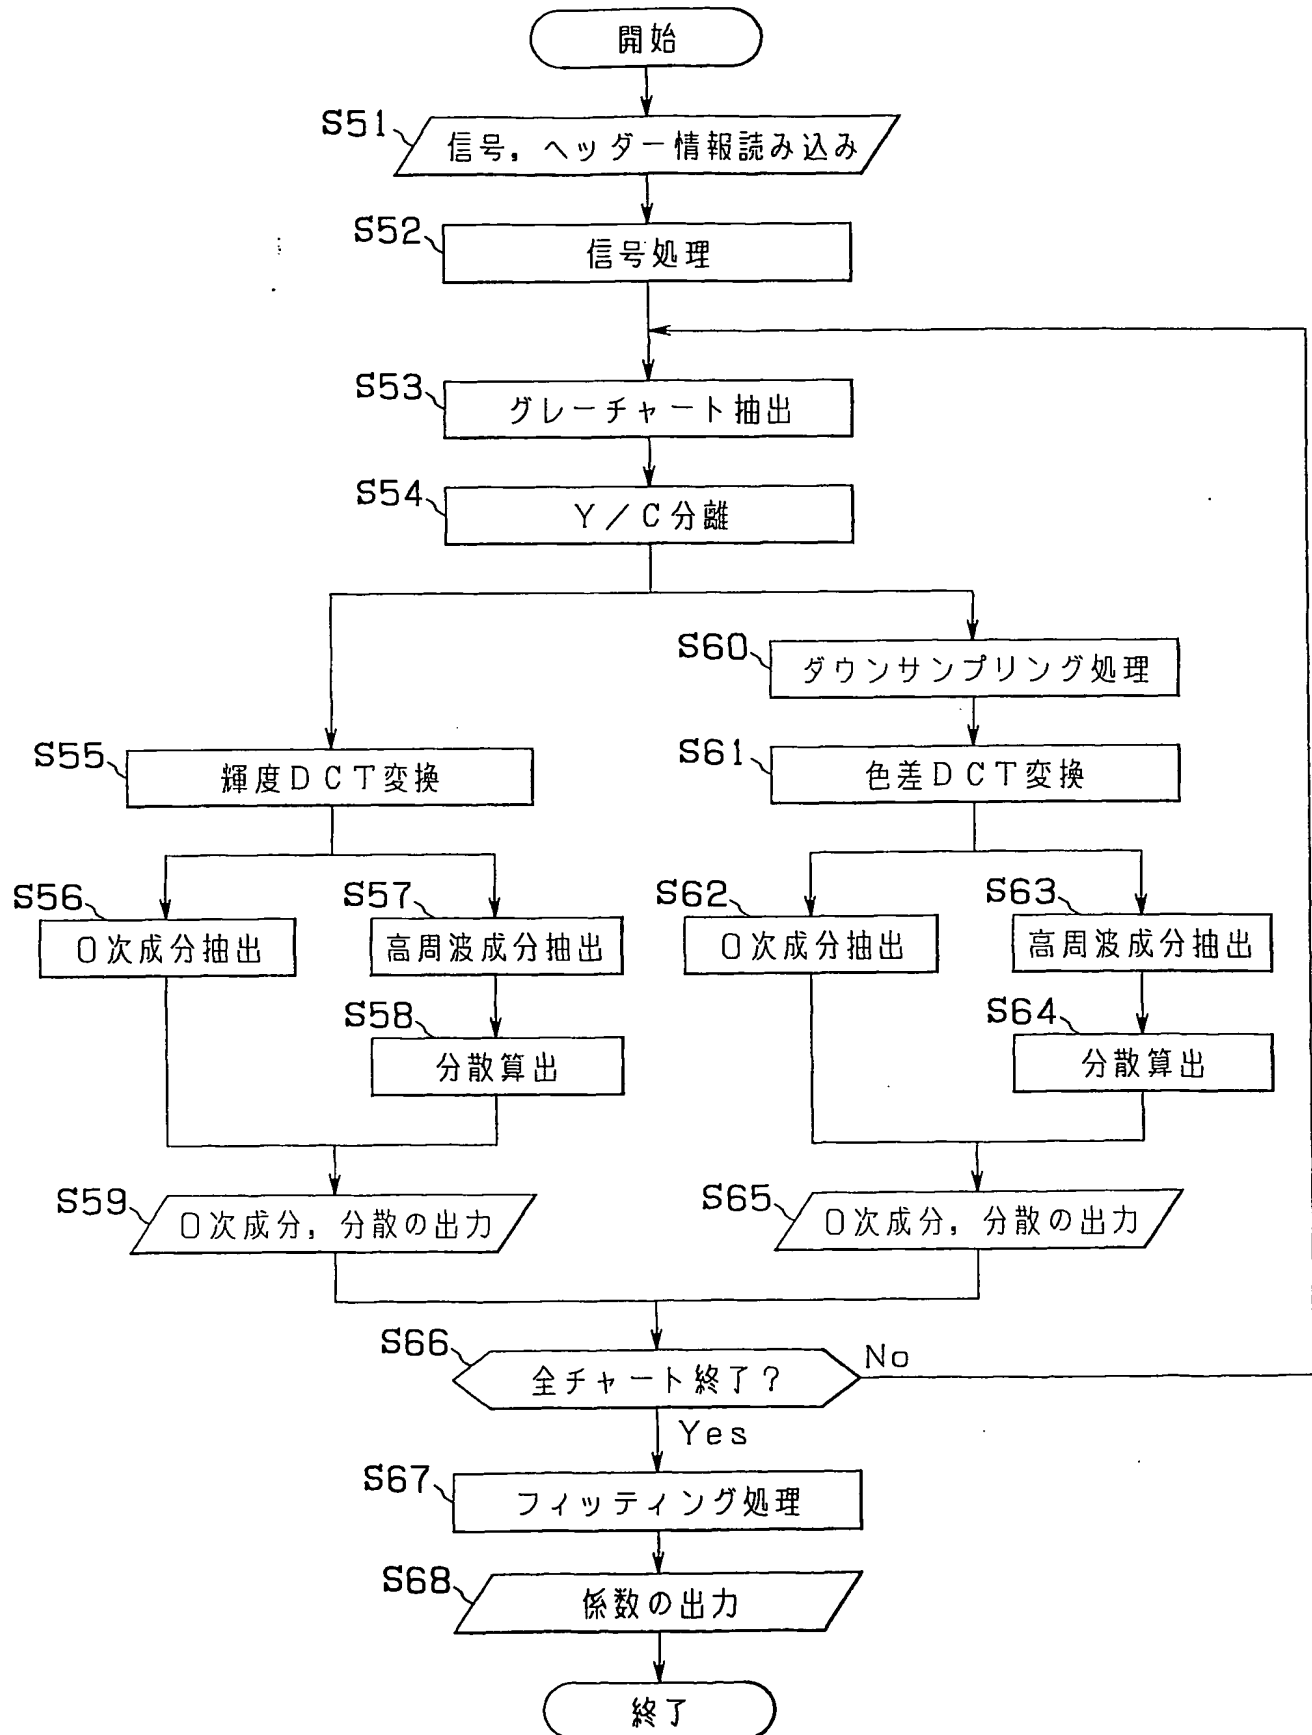 開始
S51
信号，ヘッダー情報読み込み
S52
信号処理
S53
グレーチャート抽出
S54
Y／C分離
S60
ダウンサンプリング処理
S55
輝度DCT変換
S61
色差DCT変換
S56
0次成分抽出
S57
高周波成分抽出
S62
0次成分抽出
S63
高周波成分抽出
S58
分散算出
S64
分散算出
S59
0次成分，分散の出力
S65
0次成分，分散の出力
S66
全チャート終了？
No
Yes
S67
フィッティング処理
S68
係数の出力
終了